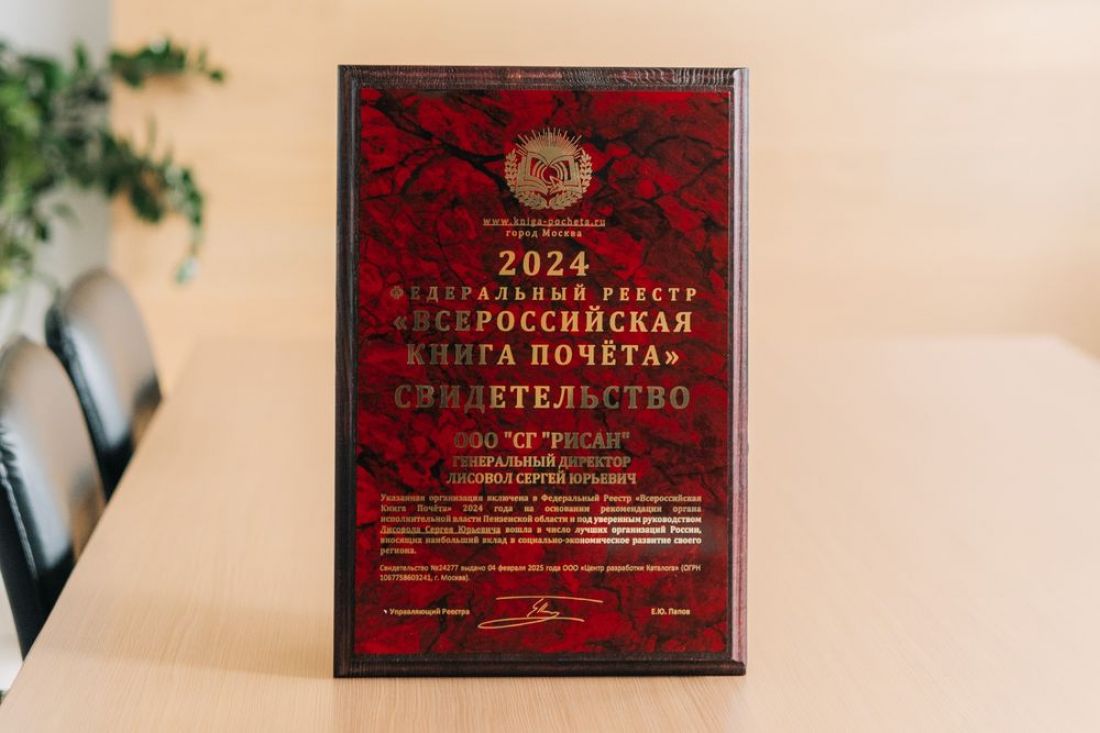 www.kniga-pocheta.ru
город Москва
2024
ФЕДЕРАЛЬНЫЙ РЕЕСТР
«ВСЕРОССИЙСКАЯ
КНИГА ПОЧЁТА»
СВИДЕТЕЛЬСТВО
ООО "СГ "РИСАН"
ГЕНЕРАЛЬНЫЙ ДИРЕКТОР
ЛИСОВОЛ СЕРГЕЙ ЮРЬЕВИЧ
Указанная организация включена в Федеральный Реестр «Всероссийская
Книга Почёта» 2024 года на основании рекомендации органа
исполнительной власти Пензенской области и под уверенным руководством
Лисовола Сергея Юрьевича вошла в число лучших организаций России,
вносящих наибольший вклад в социально-экономическое развитие своего
региона.
Свидетельство №24277 выдано 04 февраля 2025 года ООО «Центр разработки Каталога» (ОГРН
1067758603241, г. Москва).
Управляющий Реестра
Е.Ю. Папов